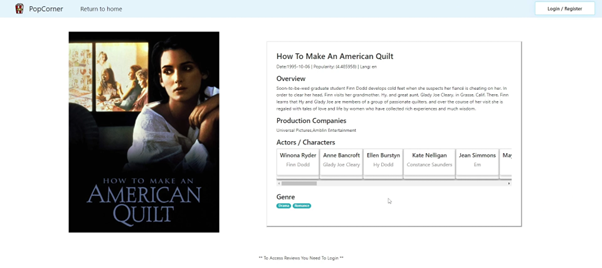 PopCorner
Return to home
Login / Register
HOW TO MAKE AN
AMERICAN
QUILT
How To Make An American Quilt
Date:1995-10-06 | Popularity: (4.465958) | Lang: en
Overview
Soon-to-be-wed graduate student Finn Dodd develops cold feet when she suspects her fiancé is cheating on her. In
order to clear her head, Finn visits her grandmother, Hy, and great aunt, Glady Joe Cleary, in Grasse, Calif. There, Finn
learns that Hy and Glady Joe are members of a group of passionate quilters, and over the course of her visit she is
regaled with tales of love and life by women who have collected rich experiences and much wisdom.
Production Companies
Universal Pictures,Amblin Entertainment
Actors / Characters
Winona Ryder
Finn Dodd
Anne Bancroft
Glady Joe Cleary
Ellen Burstyn
Hy Dodd
Kate Nelligan
Constance Saunders
Jean Simmons
Em
May
Genre
Drama
Romance
** To Access Reviews You Need To Login **